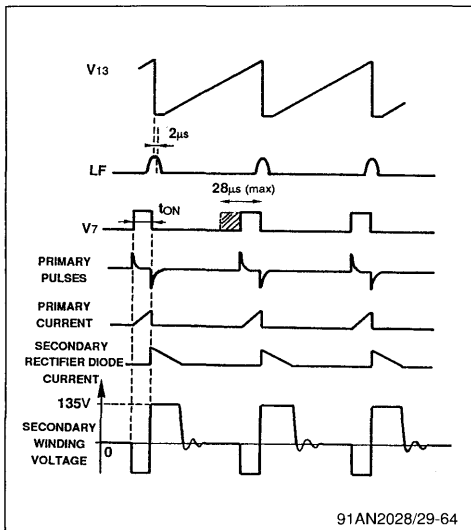 V13
2µs
LF
28µs (max)
tON
V7
PRIMARY
PULSES
PRIMARY
CURRENT
SECONDARY
RECTIFIER DIODE
CURRENT
135V
SECONDARY
WINDING
VOLTAGE
0
91AN2028/29-64